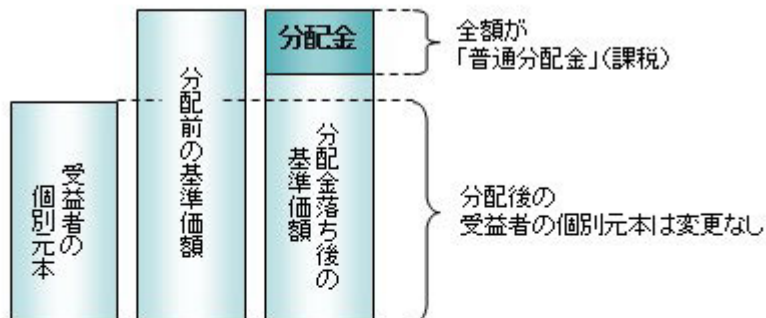 受益者の
個別元本
分配前の基準価額
分配金
分配金落ち後の
基準価額
全額が
「普通分配金」(課税)
分配後の
受益者の個別元本は変更なし